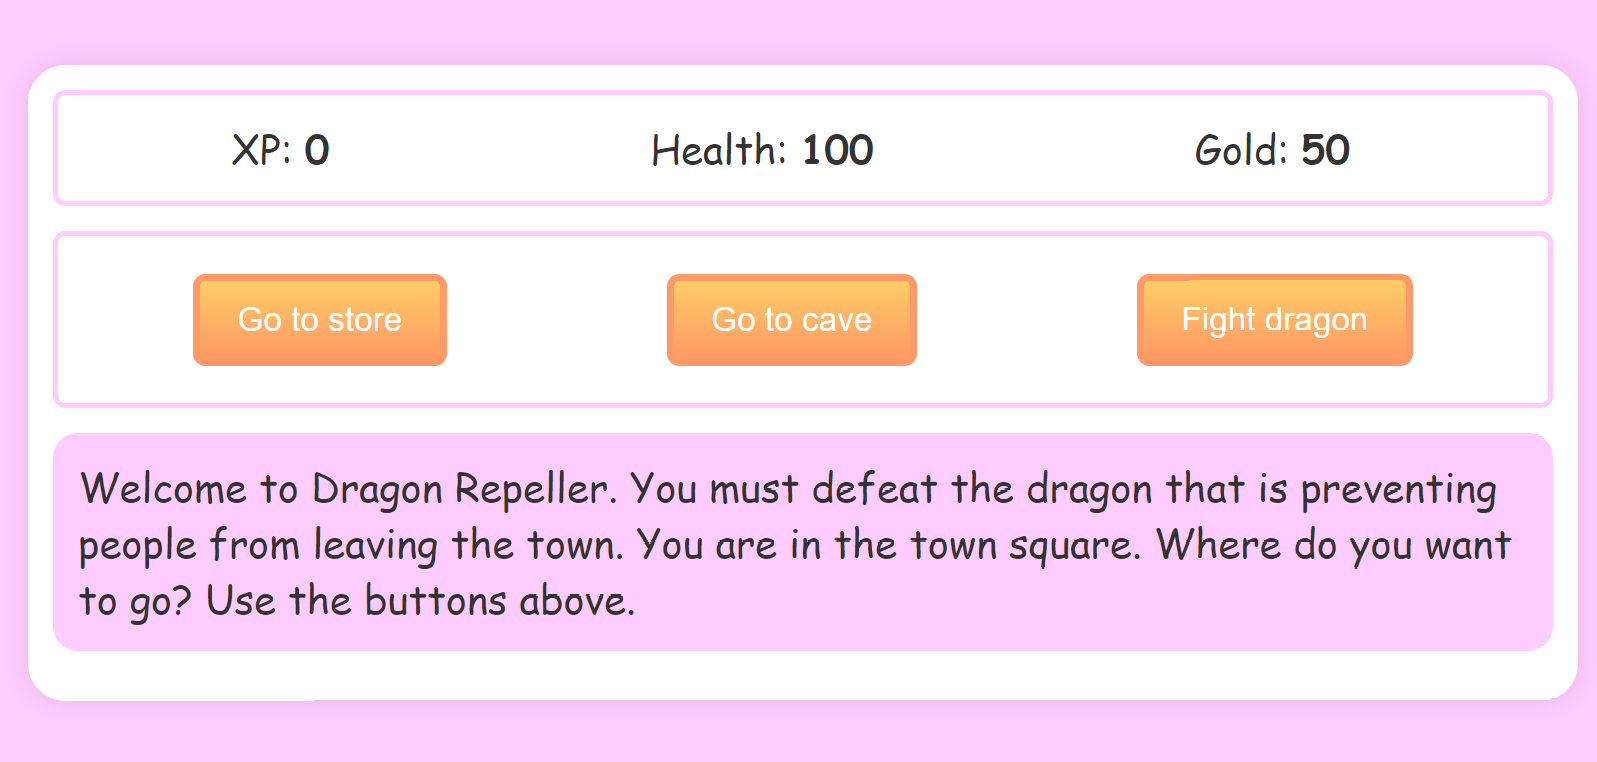 XP: 0 Health: 100 Gold: 50
Go to store Go to cave Fight dragon
Welcome to Dragon Repeller. You must defeat the dragon that is preventing
people from leaving the town. You are in the town square. Where do you want
to go? Use the buttons above.